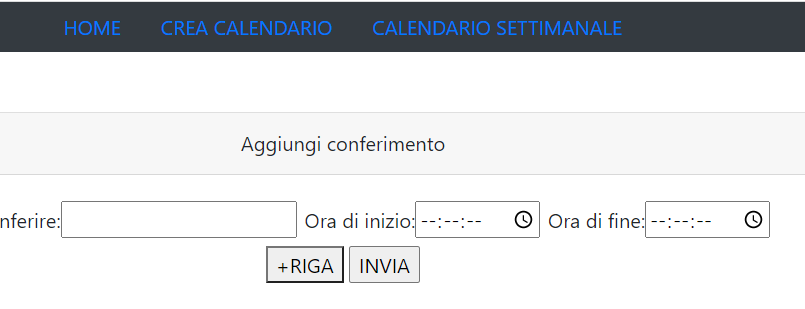 HOME CREA CALENDARIO CALENDARIO SETTIMANALE
Aggiungi conferimento
nferire: Ora di inizio: --:--:-- Ora di fine: --:--:--
+RIGA INVIA